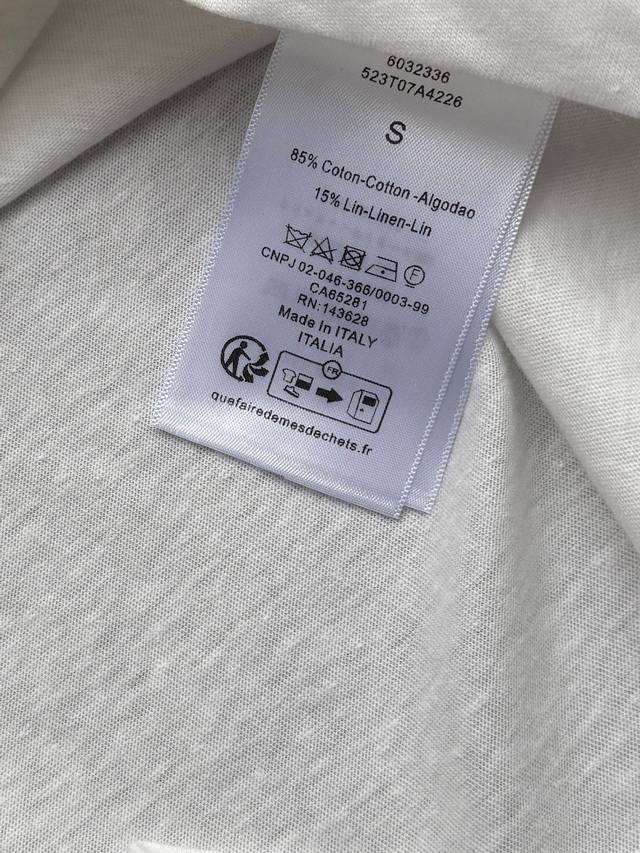 6032336
523T07A4226
S
85% Coton-Cotton -Algodao
15% Lin-Linen-Lin
F
CNPJ 02-046-366/0003-99
CA65281
RN:143628
Made In ITALY
ITALIA
FR
quefairedemesdechets.fr